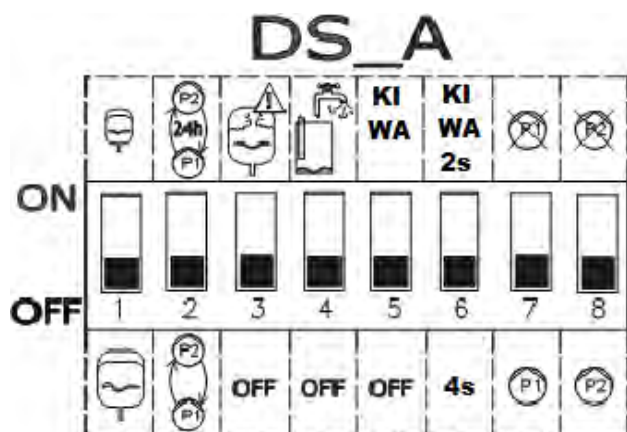 DS_A
P2 24h P1
KI WA
KI WA 2s
P1
P2
ON
OFF
1 2 3 4 5 6 7 8
P2 P1
OFF OFF OFF 4s P1 P2